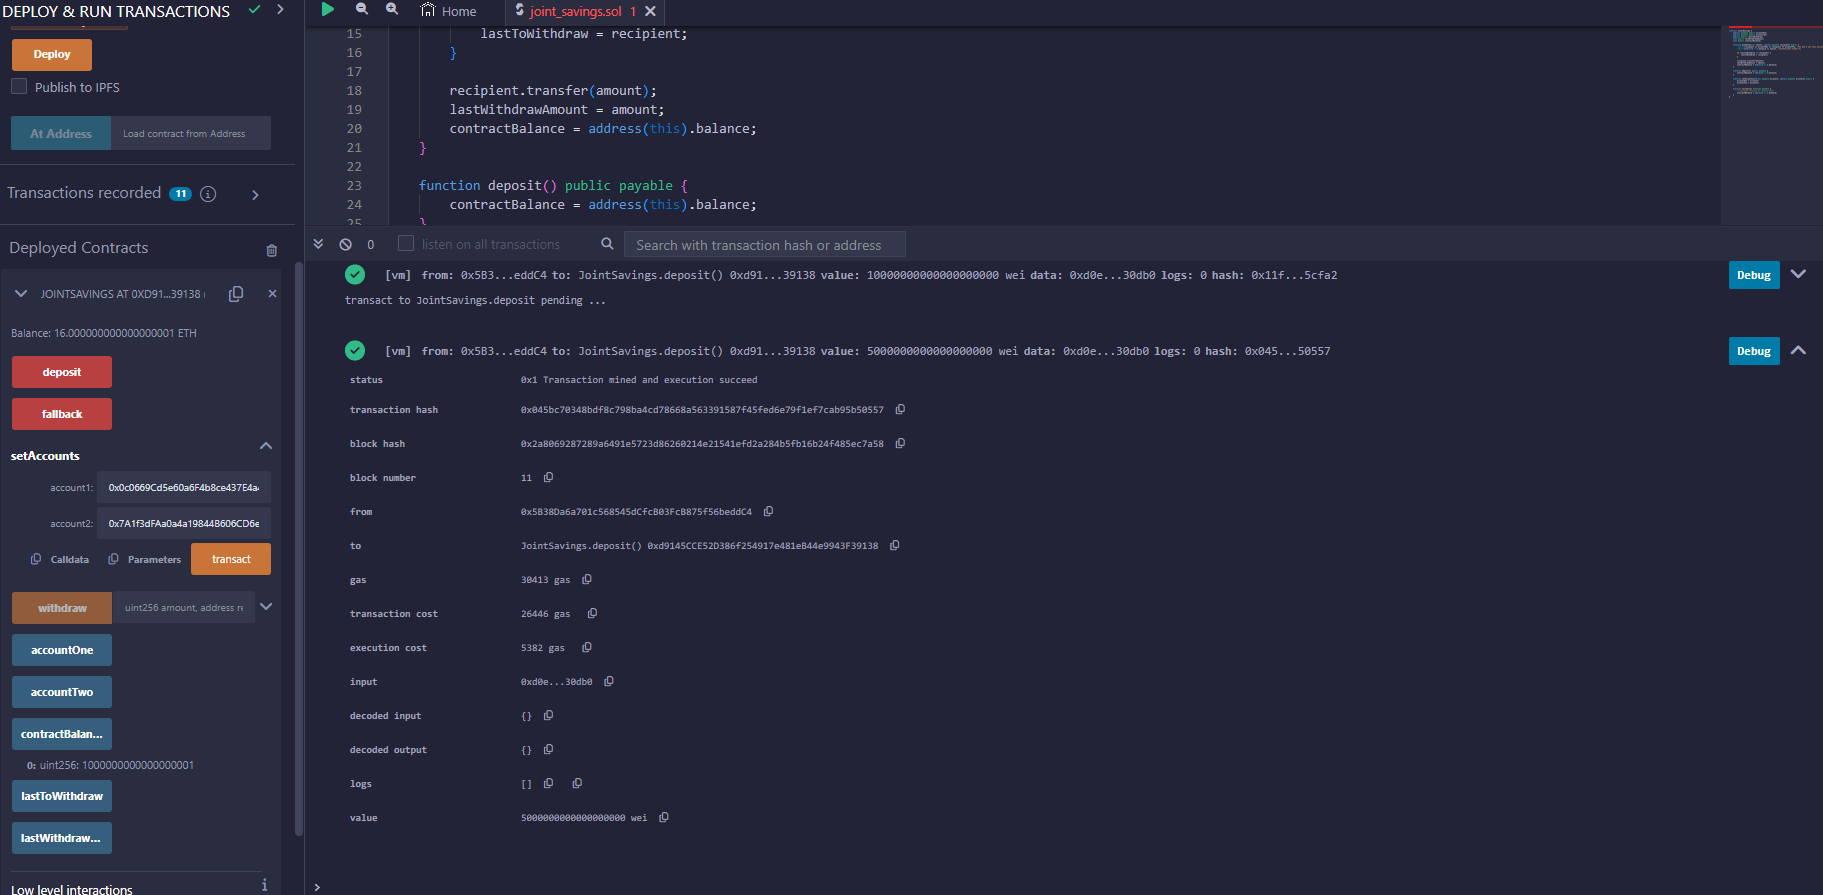 DEPLOY & RUN TRANSACTIONS
Deploy
Publish to IPFS
At Address
Load contract from Address
Transactions recorded 11
Deployed Contracts
JOINTSAVINGS AT 0XD91...39138 (
Balance: 16.000000000000000001 ETH
deposit
fallback
setAccounts
account1: 0x0c0669Cd5e60a6F4b8ce437E4a
account2: 0x7A1f3dFAa0a4a19844B606CD6e
Calldata Parameters transact
withdraw uint256 amount, address re
accountOne
accountTwo
contractBalan...
0: uint256: 1000000000000000001
lastToWithdraw
lastWithdraw...
Low level interactions
Home
joint_savings.sol 1
15 lastToWithdraw = recipient;
16 }
17
18 recipient.transfer(amount);
19 lastWithdrawAmount = amount;
20 contractBalance = address(this).balance;
21 }
22
23 function deposit() public payable {
24 contractBalance = address(this).balance;
25 }
0 listen on all transactions Search with transaction hash or address
[vm] from: 0x5B3...eddC4 to: JointSavings.deposit() 0xd91...39138 value: 10000000000000000000 wei data: 0xd0e...30db0 logs: 0 hash: 0x11f...5cfa2
Debug
transact to JointSavings.deposit pending ...
[vm] from: 0x5B3...eddC4 to: JointSavings.deposit() 0xd91...39138 value: 5000000000000000000 wei data: 0xd0e...30db0 logs: 0 hash: 0x045...50557
Debug
status 0x1 Transaction mined and execution succeed
transaction hash 0x045bc70348bdf8c798ba4cd78668a563391587f45fed6e79f1ef7cab95b50557
block hash 0x2a8069287289a6491e5723d86260214e21541efd2a284b5fb16b24f485ec7a58
block number 11
from 0x5B38Da6a701c568545dCfcB03FcB875f56beddC4
to JointSavings.deposit() 0xd9145CCE52D386f254917e481eB44e9943F39138
gas 30413 gas
transaction cost 26446 gas
execution cost 5382 gas
input 0xd0e...30db0
decoded input {}
decoded output {}
logs []
value 5000000000000000000 wei